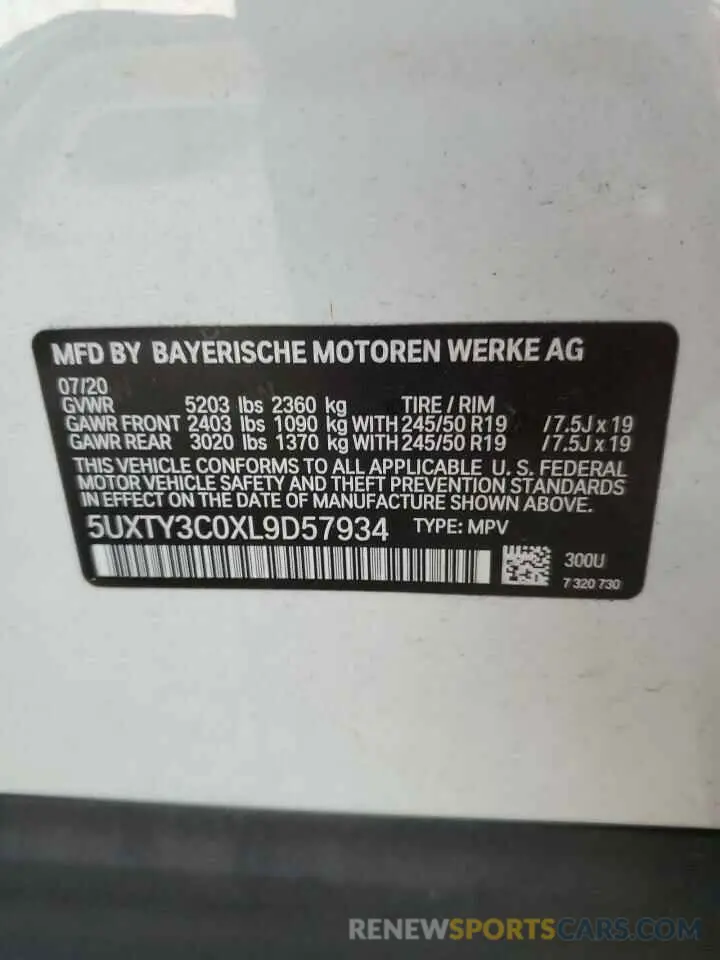 MFD BY BAYERISCHE MOTOREN WERKE AG
07/20
GVWR 5203 lbs 2360 kg TIRE / RIM
GAWR FRONT 2403 lbs 1090 kg WITH 245/50 R19 /7.5J x 19
GAWR REAR 3020 lbs 1370 kg WITH 245/50 R19 /7.5J x 19
THIS VEHICLE CONFORMS TO ALL APPLICABLE U. S. FEDERAL
MOTOR VEHICLE SAFETY AND THEFT PREVENTION STANDARDS
IN EFFECT ON THE DATE OF MANUFACTURE SHOWN ABOVE.
5UXTY3C0XL9D57934 TYPE: MPV
300U
7 320 730
RENEWSPORTSCARS.COM